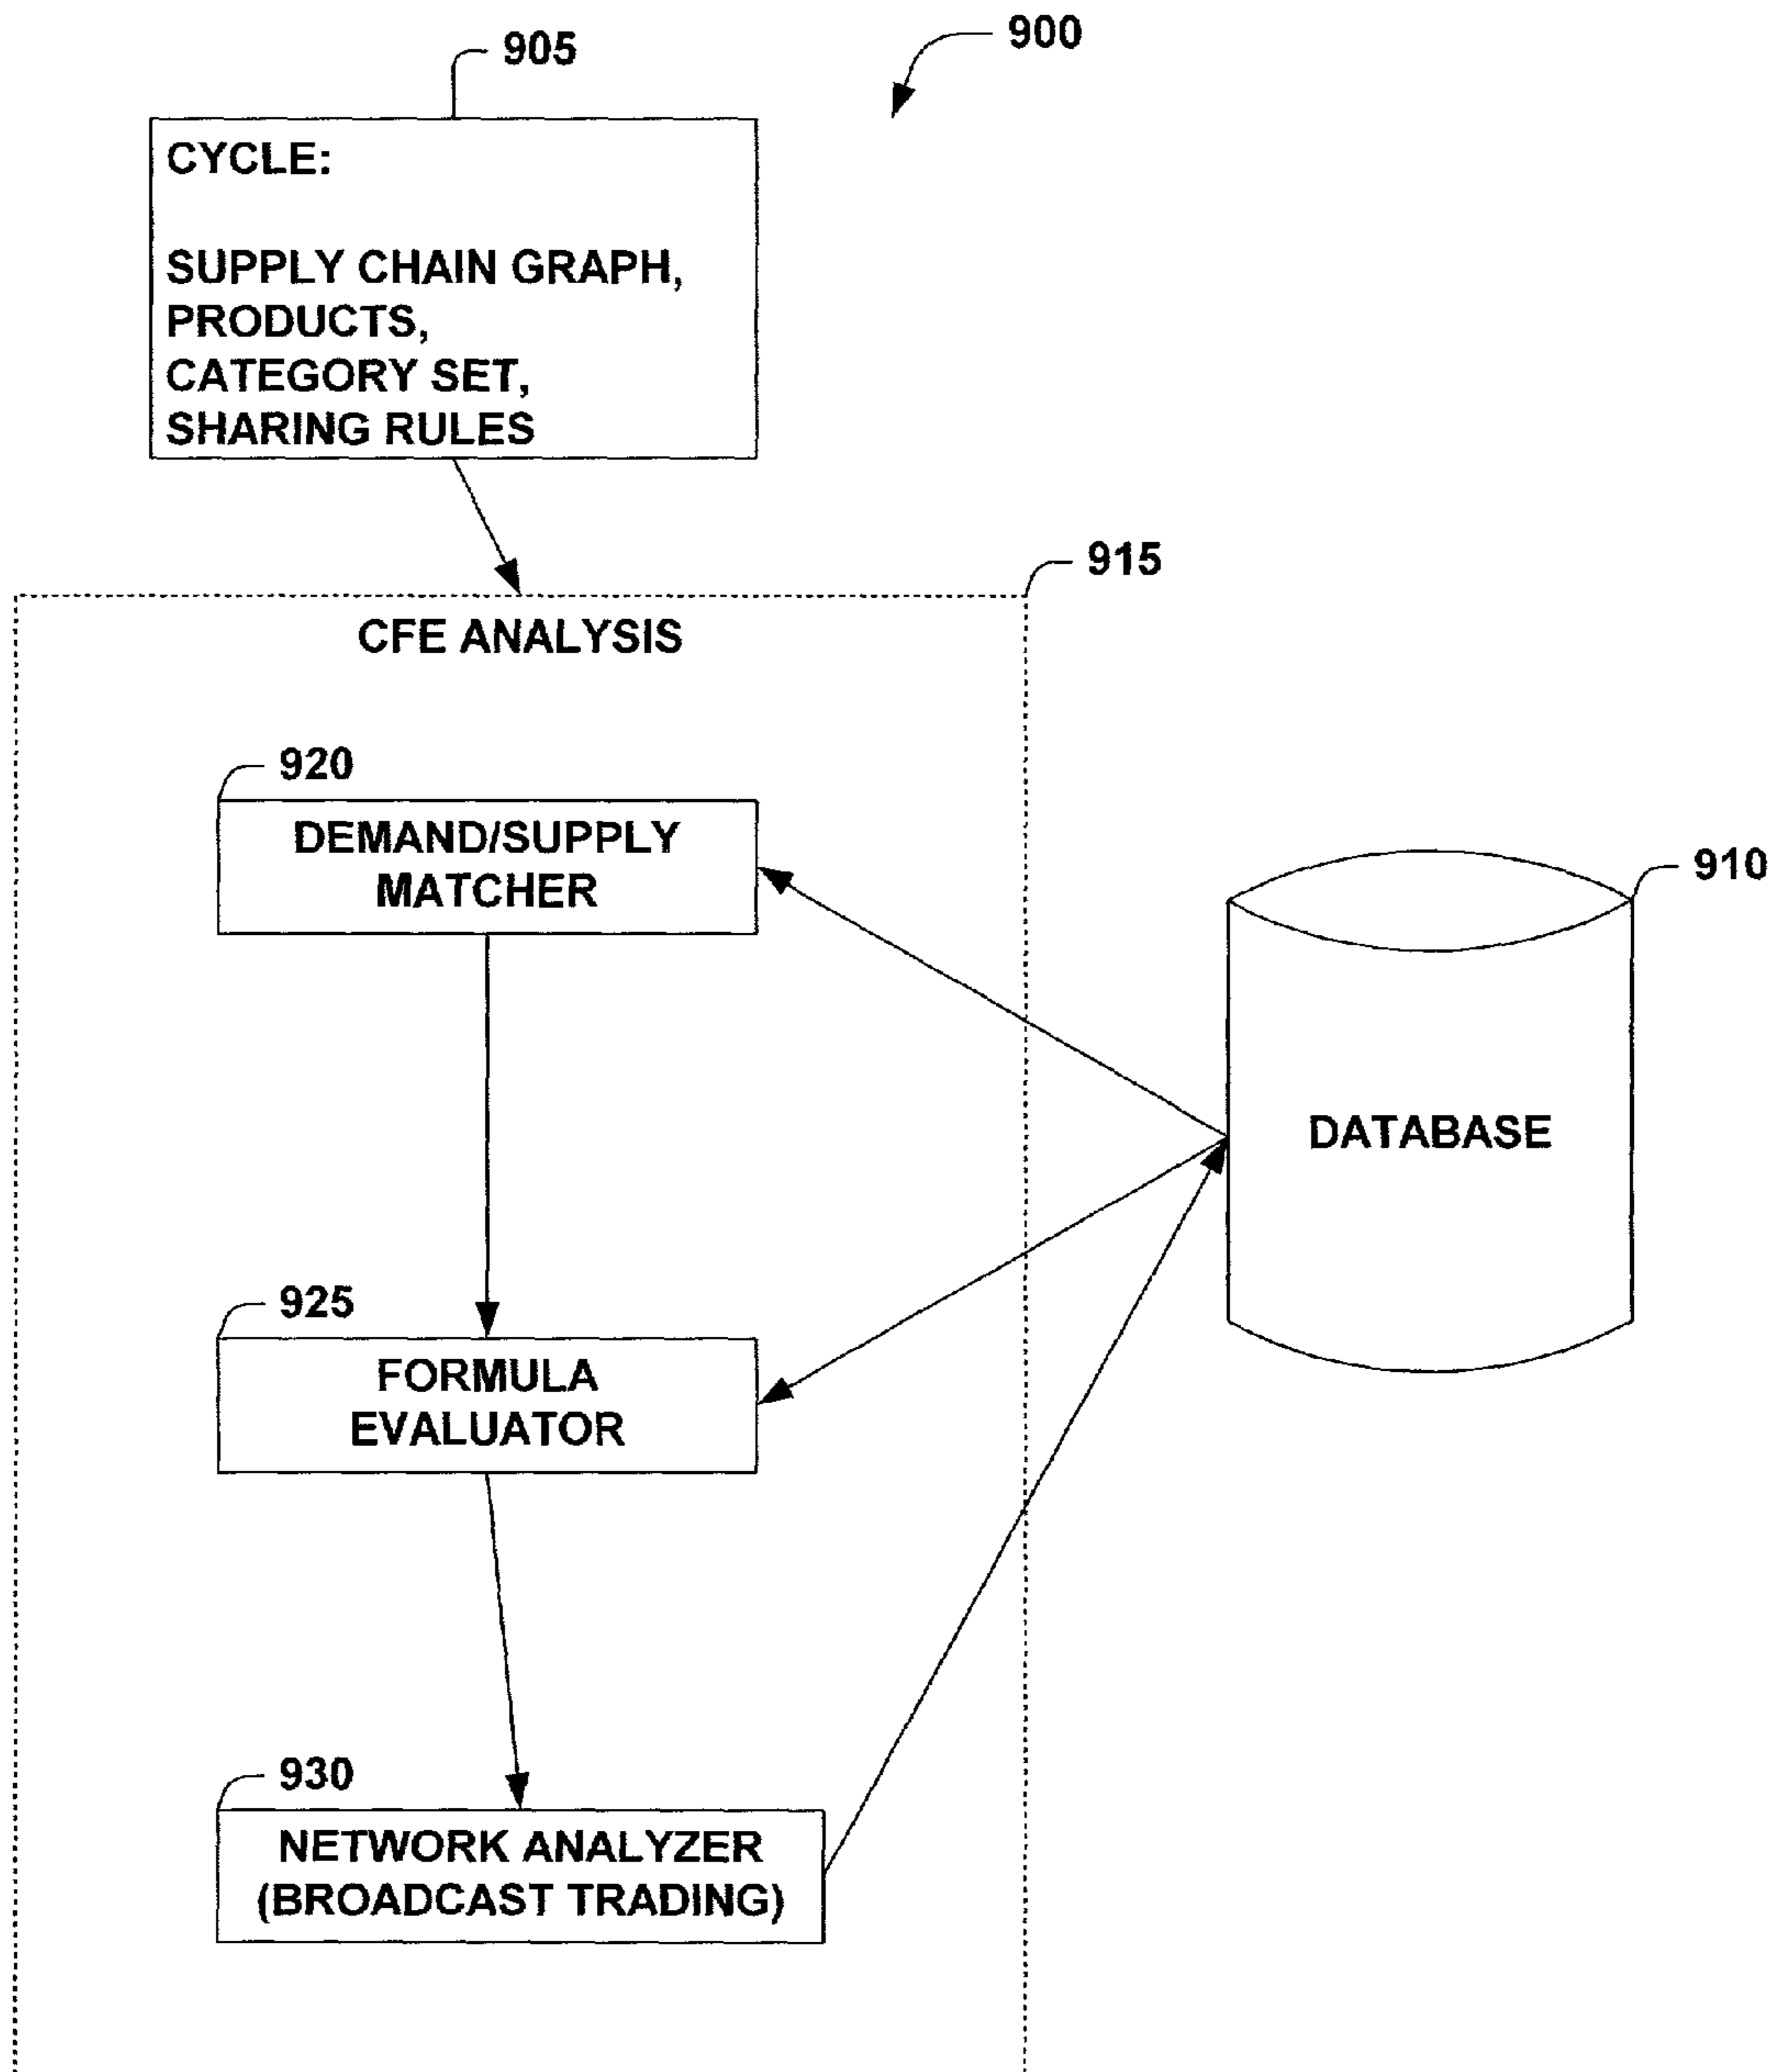 905
900
CYCLE:
SUPPLY CHAIN GRAPH,
PRODUCTS,
CATEGORY SET,
SHARING RULES
915
CFE ANALYSIS
920
DEMAND/SUPPLY
MATCHER
910
DATABASE
925
FORMULA
EVALUATOR
930
NETWORK ANALYZER
(BROADCAST TRADING)